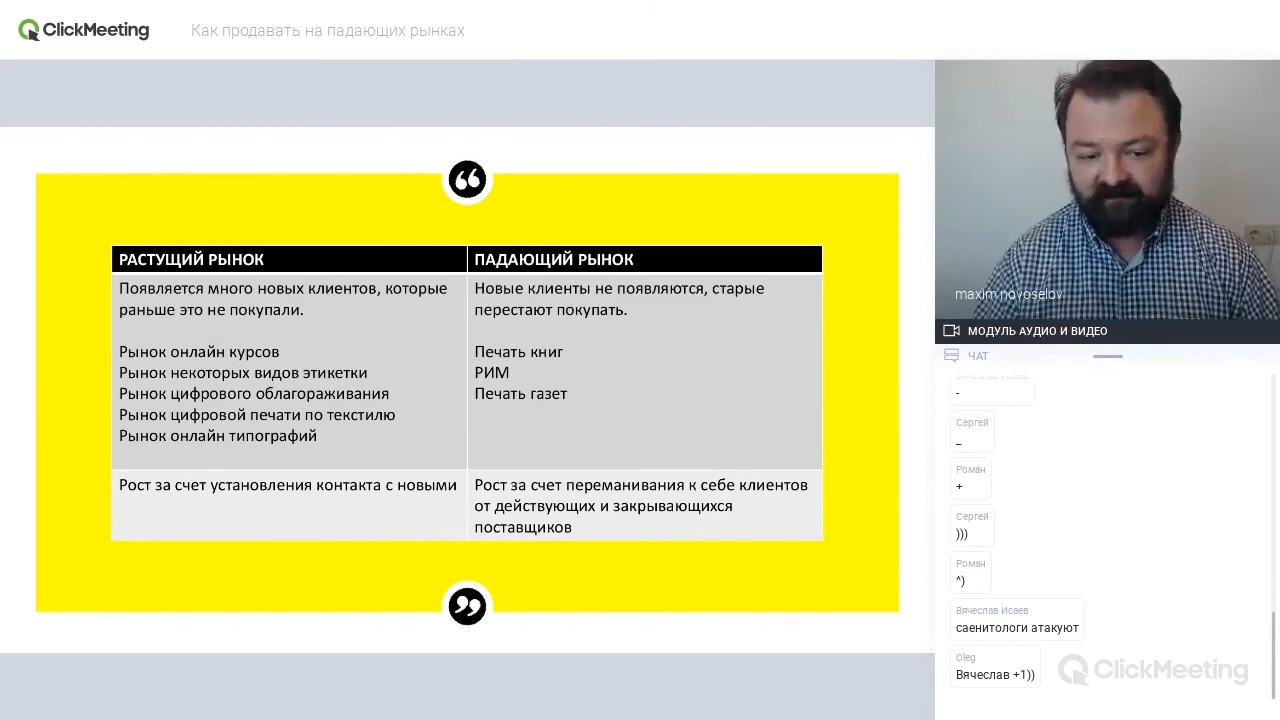 ClickMeeting
Как продавать на падающих рынках
РАСТУЩИЙ РЫНОК
ПАДАЮЩИЙ РЫНОК
Появляется много новых клиентов, которые
раньше это не покупали.
Рынок онлайн курсов
Рынок некоторых видов этикетки
Рынок цифрового облагораживания
Рынок цифровой печати по текстилю
Рынок онлайн типографий
Новые клиенты не появляются, старые
перестают покупать.
Печать книг
РИМ
Печать газет
Рост за счет установления контакта с новыми
Рост за счет переманивания к себе клиентов
от действующих и закрывающихся
поставщиков
maxim novoselov
МОДУЛЬ АУДИО И ВИДЕО
ЧАТ
Вячеслав Исаев
-
Сергей
_
Роман
+
Сергей
)))
Роман
^)
Вячеслав Исаев
саенитологи атакуют
Oleg
Вячеслав +1))
ClickMeeting